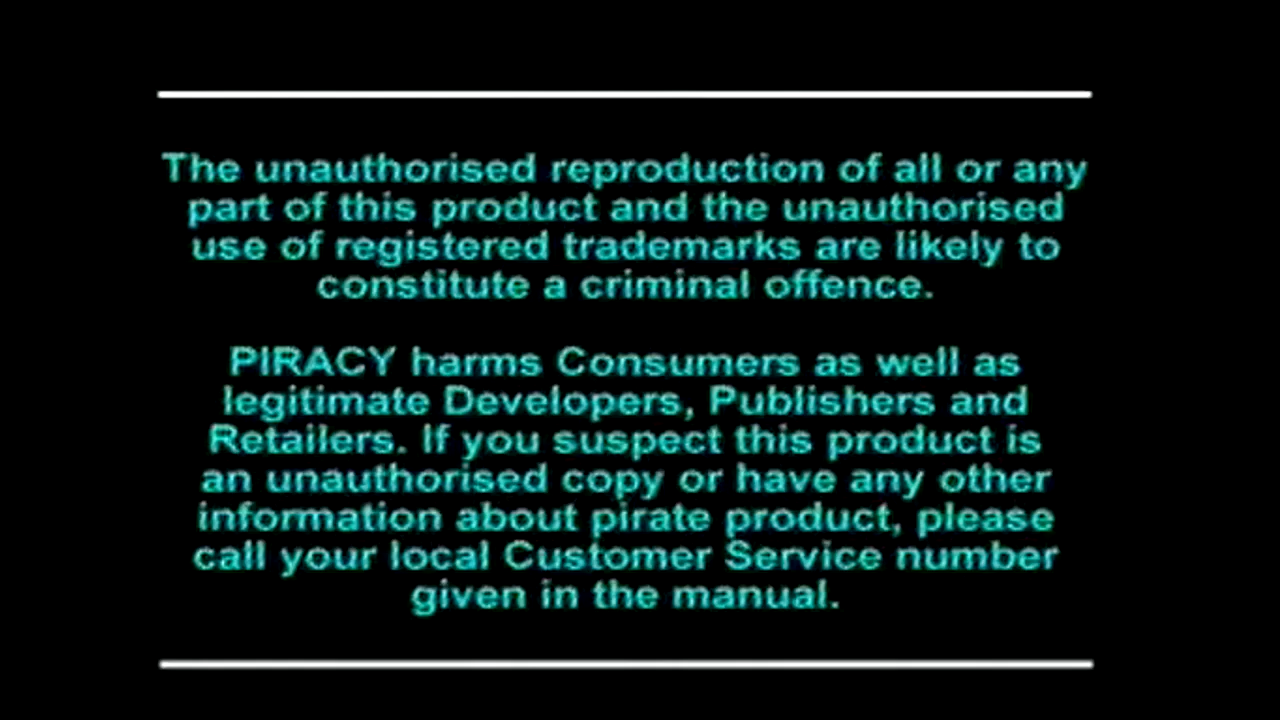 The unauthorised reproduction of all or any
part of this product and the unauthorised
use of registered trademarks are likely to
constitute a criminal offence.
PIRACY harms Consumers as well as
legitimate Developers, Publishers and
Retailers. If you suspect this product is
an unauthorised copy or have any other
information about pirate product, please
call your local Customer Service number
given in the manual.